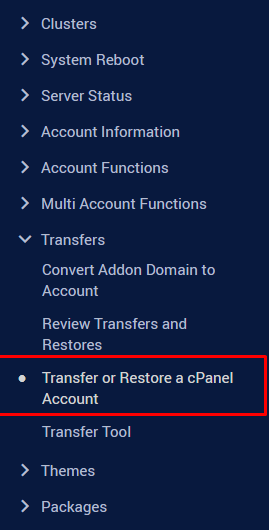 Clusters
System Reboot
Server Status
Account Information
Account Functions
Multi Account Functions
Transfers
Convert Addon Domain to
Account
Review Transfers and
Restores
Transfer or Restore a cPanel
Account
Transfer Tool
Themes
Packages